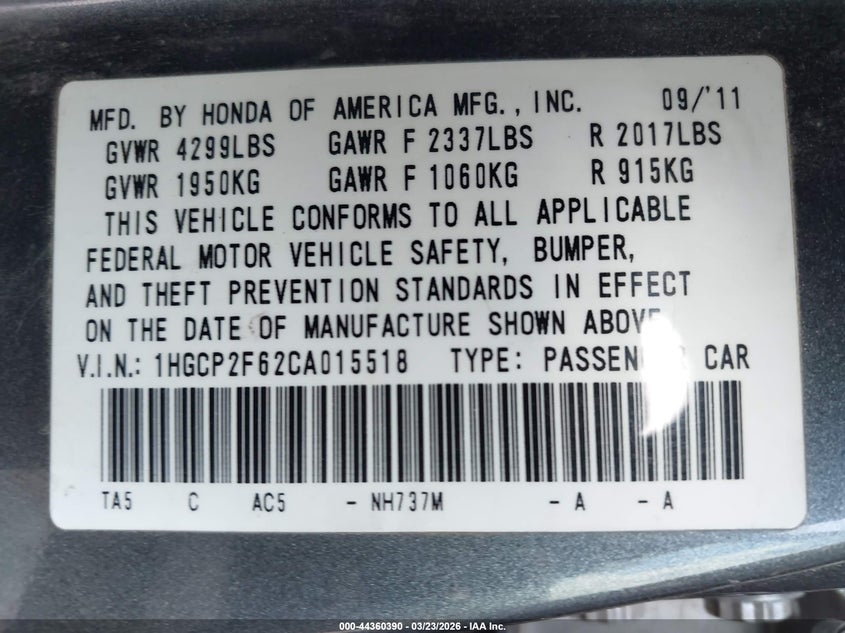 MFD. BY HONDA OF AMERICA MFG., INC. 09/'11
GVWR 4299LBS GAWR F 2337LBS R 2017LBS
GVWR 1950KG GAWR F 1060KG R 915KG
THIS VEHICLE CONFORMS TO ALL APPLICABLE
FEDERAL MOTOR VEHICLE SAFETY, BUMPER,
AND THEFT PREVENTION STANDARDS IN EFFECT
ON THE DATE OF MANUFACTURE SHOWN ABOVE
V.I.N.: 1HGCP2F62CA015518 TYPE: PASSENGER CAR
TA5 C AC5 - NH737M - A - A
000-44360390 - 03/23/2026 - IAA Inc.